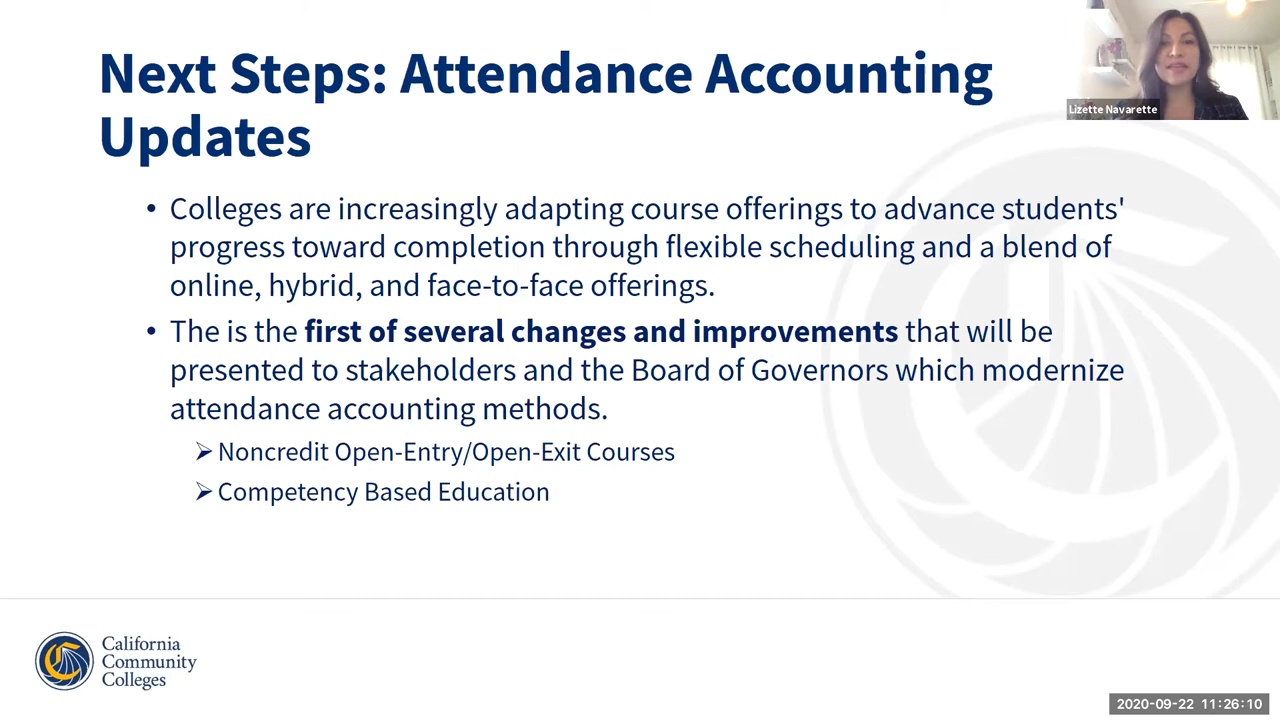 Next Steps: Attendance Accounting
Updates
Lizette Navarette
• Colleges are increasingly adapting course offerings to advance students'
progress toward completion through flexible scheduling and a blend of
online, hybrid, and face-to-face offerings.
• The is the first of several changes and improvements that will be
presented to stakeholders and the Board of Governors which modernize
attendance accounting methods.
➢ Noncredit Open-Entry/Open-Exit Courses
➢ Competency Based Education
California
Community
Colleges
2020-09-22 11:26:10